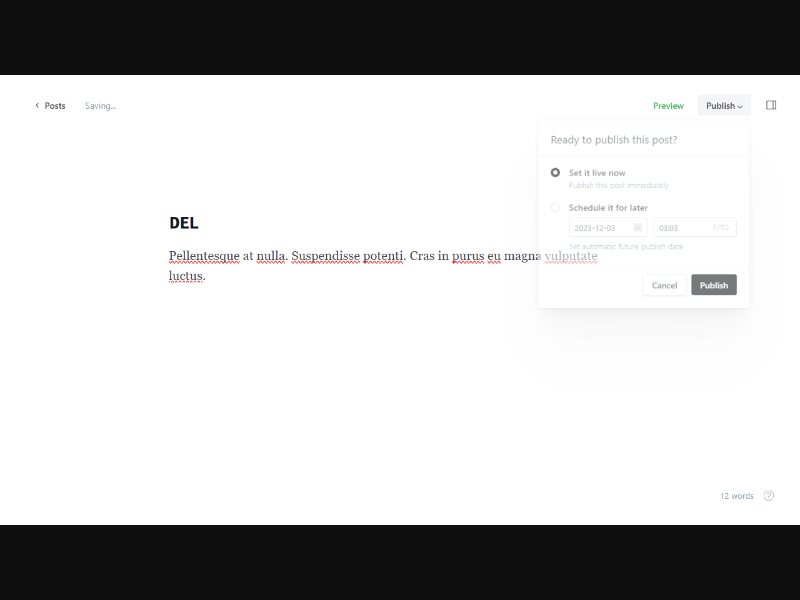 Posts Saving... Preview Publish
Ready to publish this post?
Set it live now
Publish this post immediately
Schedule it for later
2023-12-03 03:03 (UTC)
Set automatic future publish date
Cancel Publish
DEL
Pellentesque at nulla. Suspendisse potenti. Cras in purus eu magna vulputate
luctus.
12 words ?